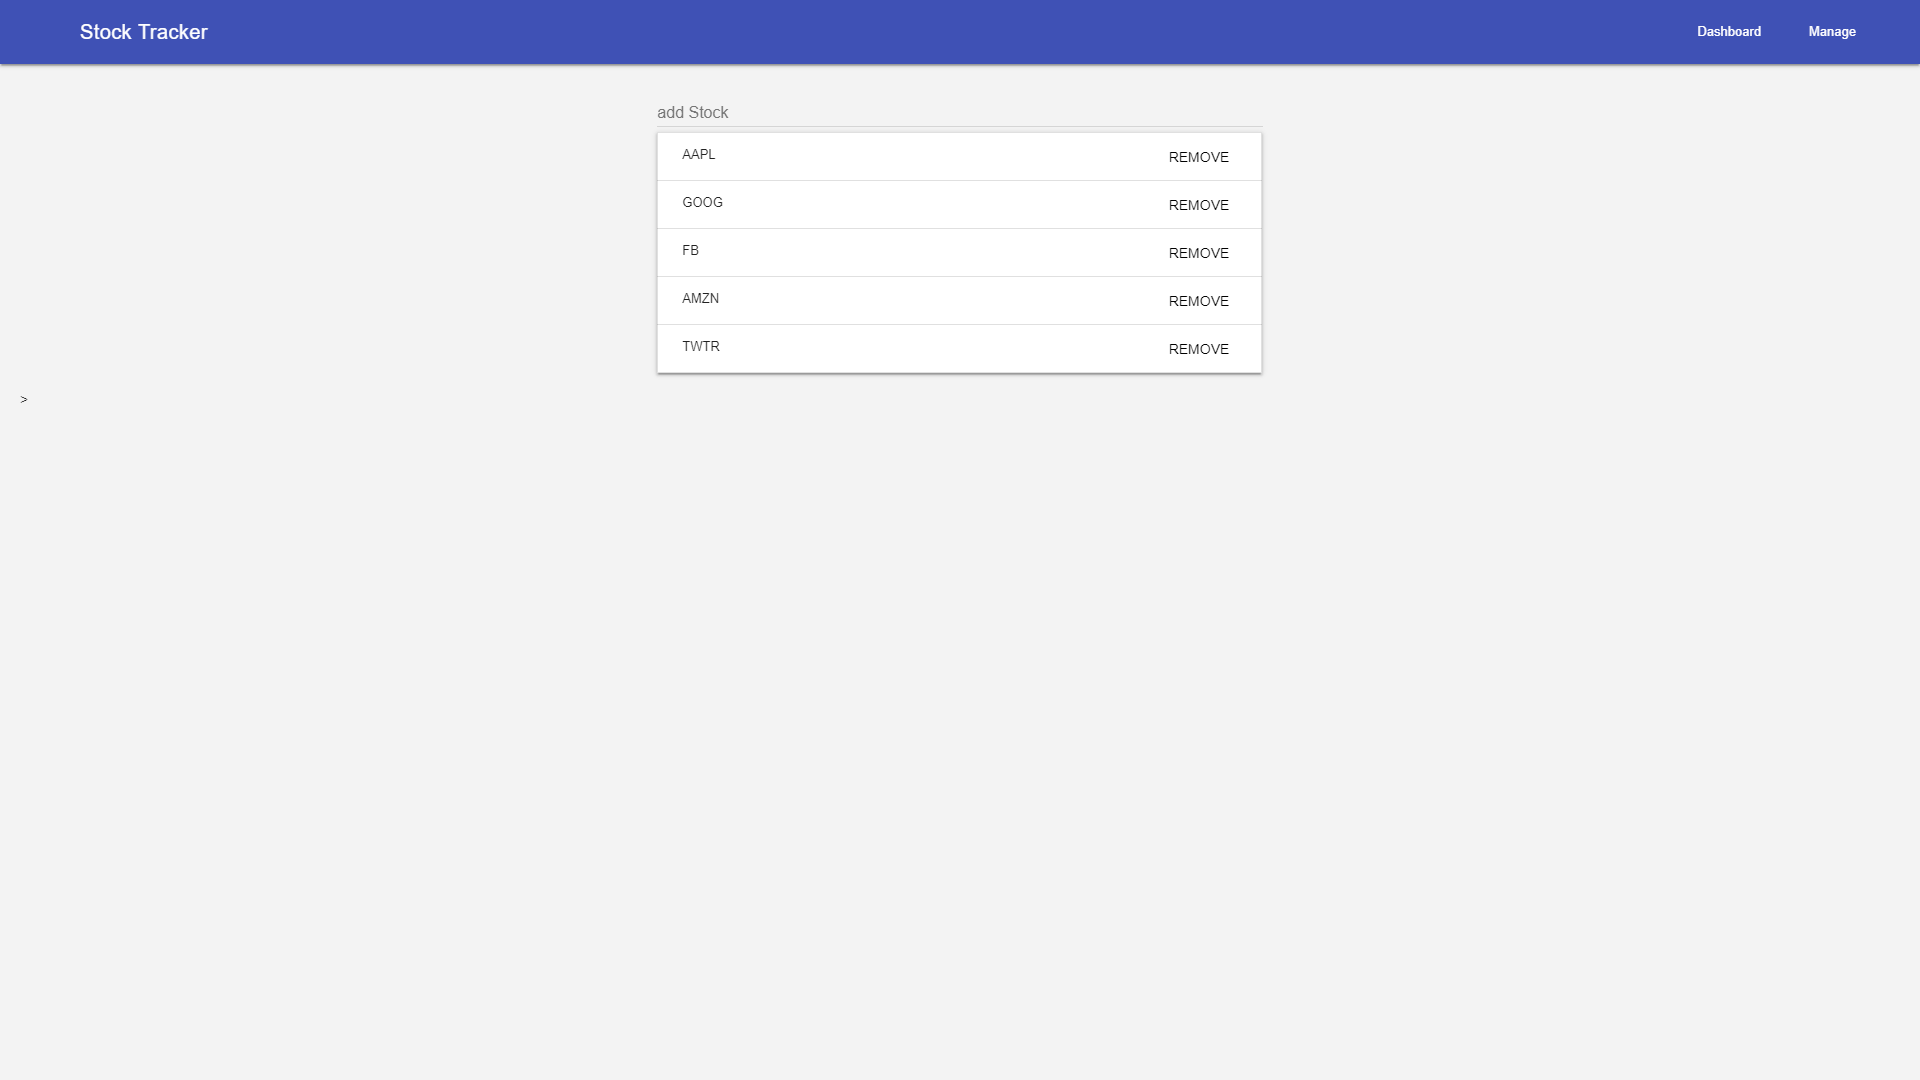 Stock Tracker Dashboard Manage
add Stock
AAPL REMOVE
GOOG REMOVE
FB REMOVE
AMZN REMOVE
TWTR REMOVE
>